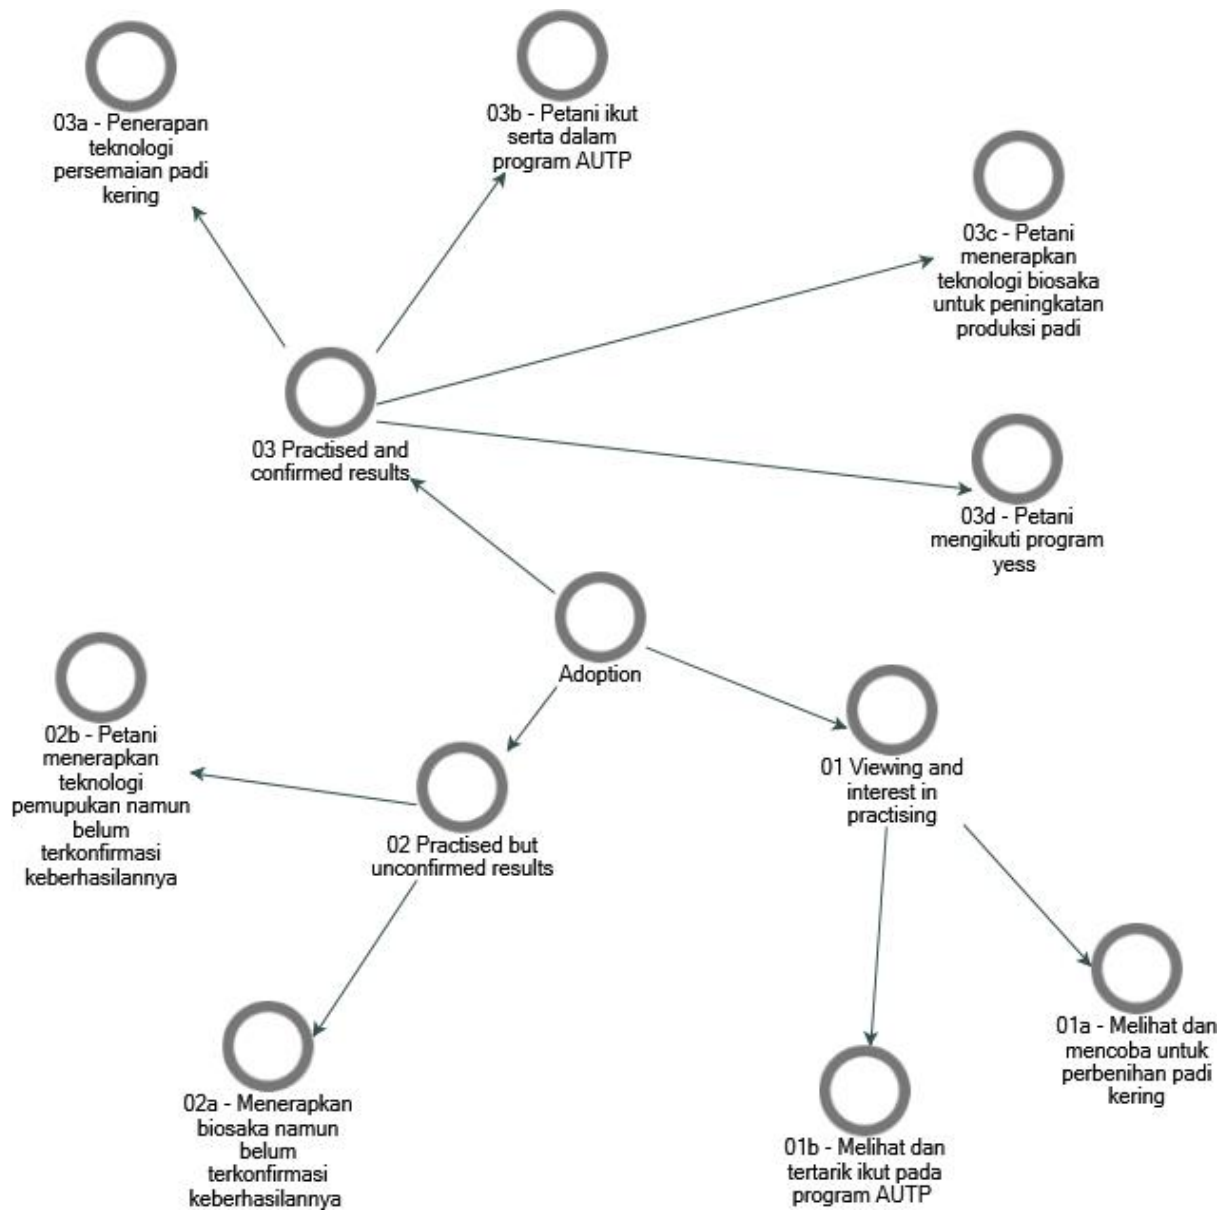 03a - Penerapan
teknologi
persemaian padi
kering
03b - Petani ikut
serta dalam
program AUTP
03c - Petani
menerapkan
teknologi biosaka
untuk peningkatan
produksi padi
03 Practised and
confirmed results
03d - Petani
mengikuti program
yess
Adoption
02b - Petani
menerapkan
teknologi
pemupukan namun
belum
terkonfirmasi
keberhasilannya
01 Viewing and
interest in
practising
02 Practised but
unconfirmed results
02a - Menerapkan
biosaka namun
belum
terkonfirmasi
keberhasilannya
01b - Melihat dan
tertarik ikut pada
program AUTP
01a - Melihat dan
mencoba untuk
perbenihan padi
kering